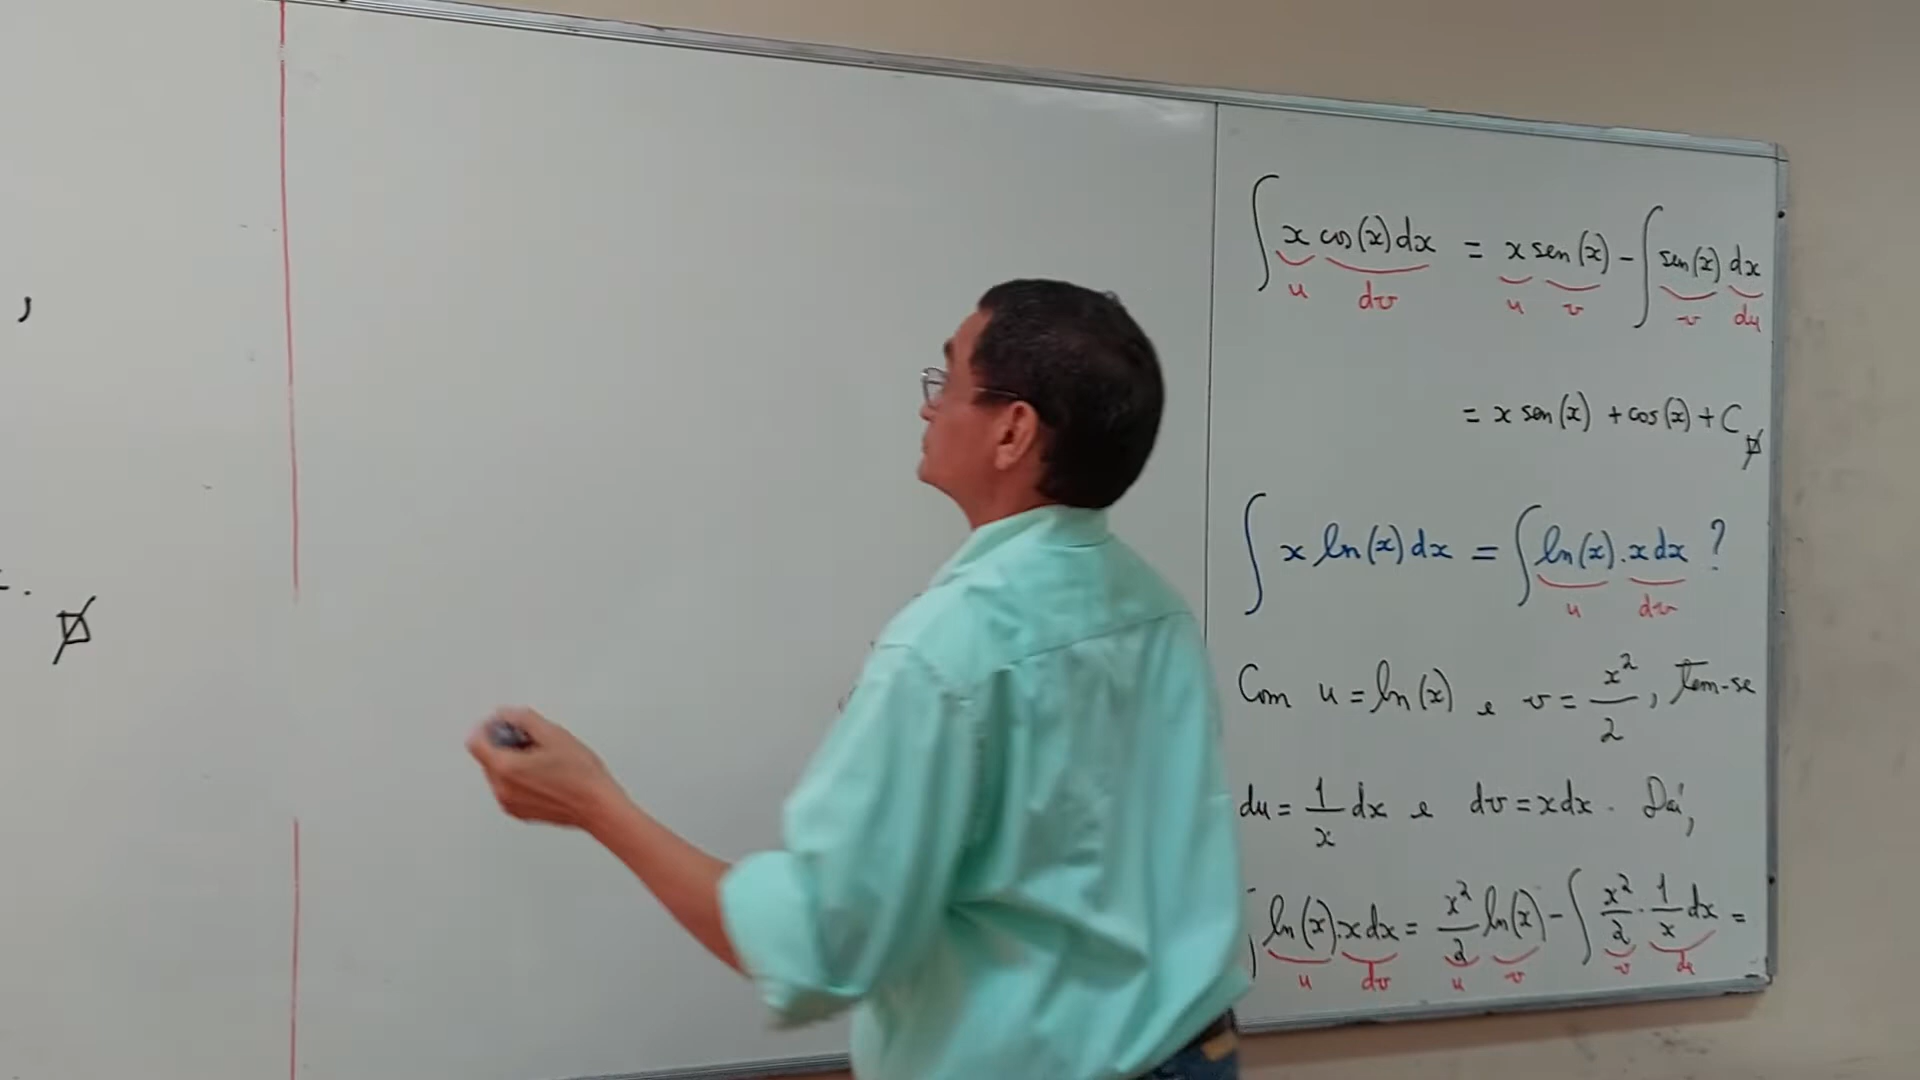 ,
.
∫ x cos(x) dx = x sen(x) - ∫ sen(x) dx
u dv u v v du
= x sen(x) + cos(x) + C
∫ x ln(x) dx = ∫ ln(x) . x dx ?
u dv
Com u = ln(x) e v = x²/2, tem-se
du = 1/x dx e dv = x dx . Daí,
∫ ln(x) . x dx = x²/2 ln(x) - ∫ x²/2 . 1/x dx =
u dv u v v du